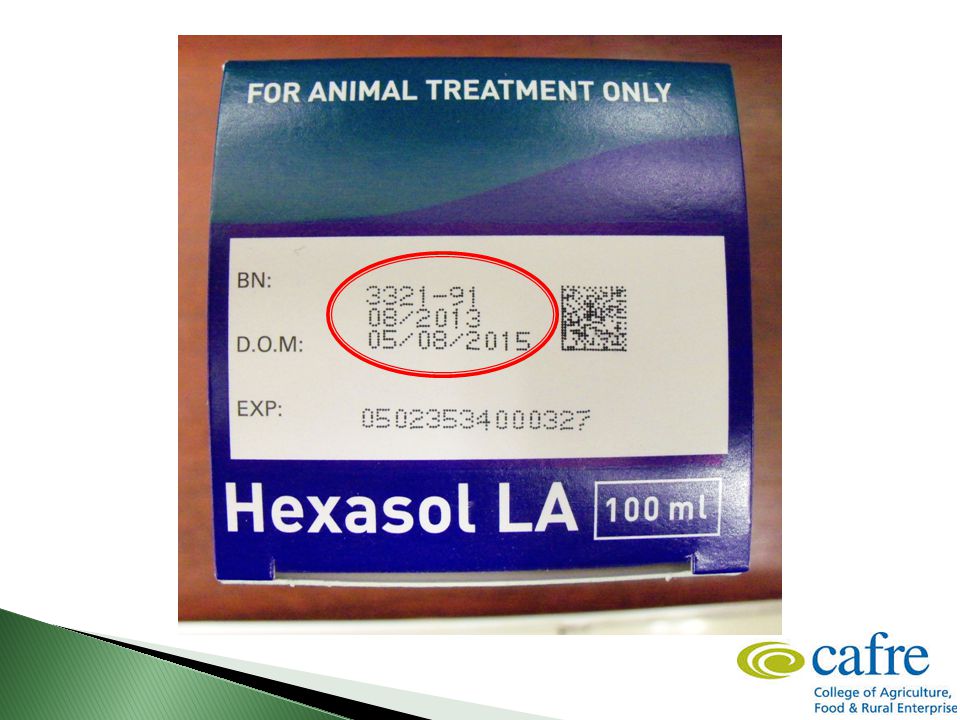 FOR ANIMAL TREATMENT ONLY
BN:
3321-91
08/2013
D.O.M:
05/08/2015
EXP:
05023534000327
Hexasol LA 100 ml
cafre
College of Agriculture,
Food & Rural Enterprise